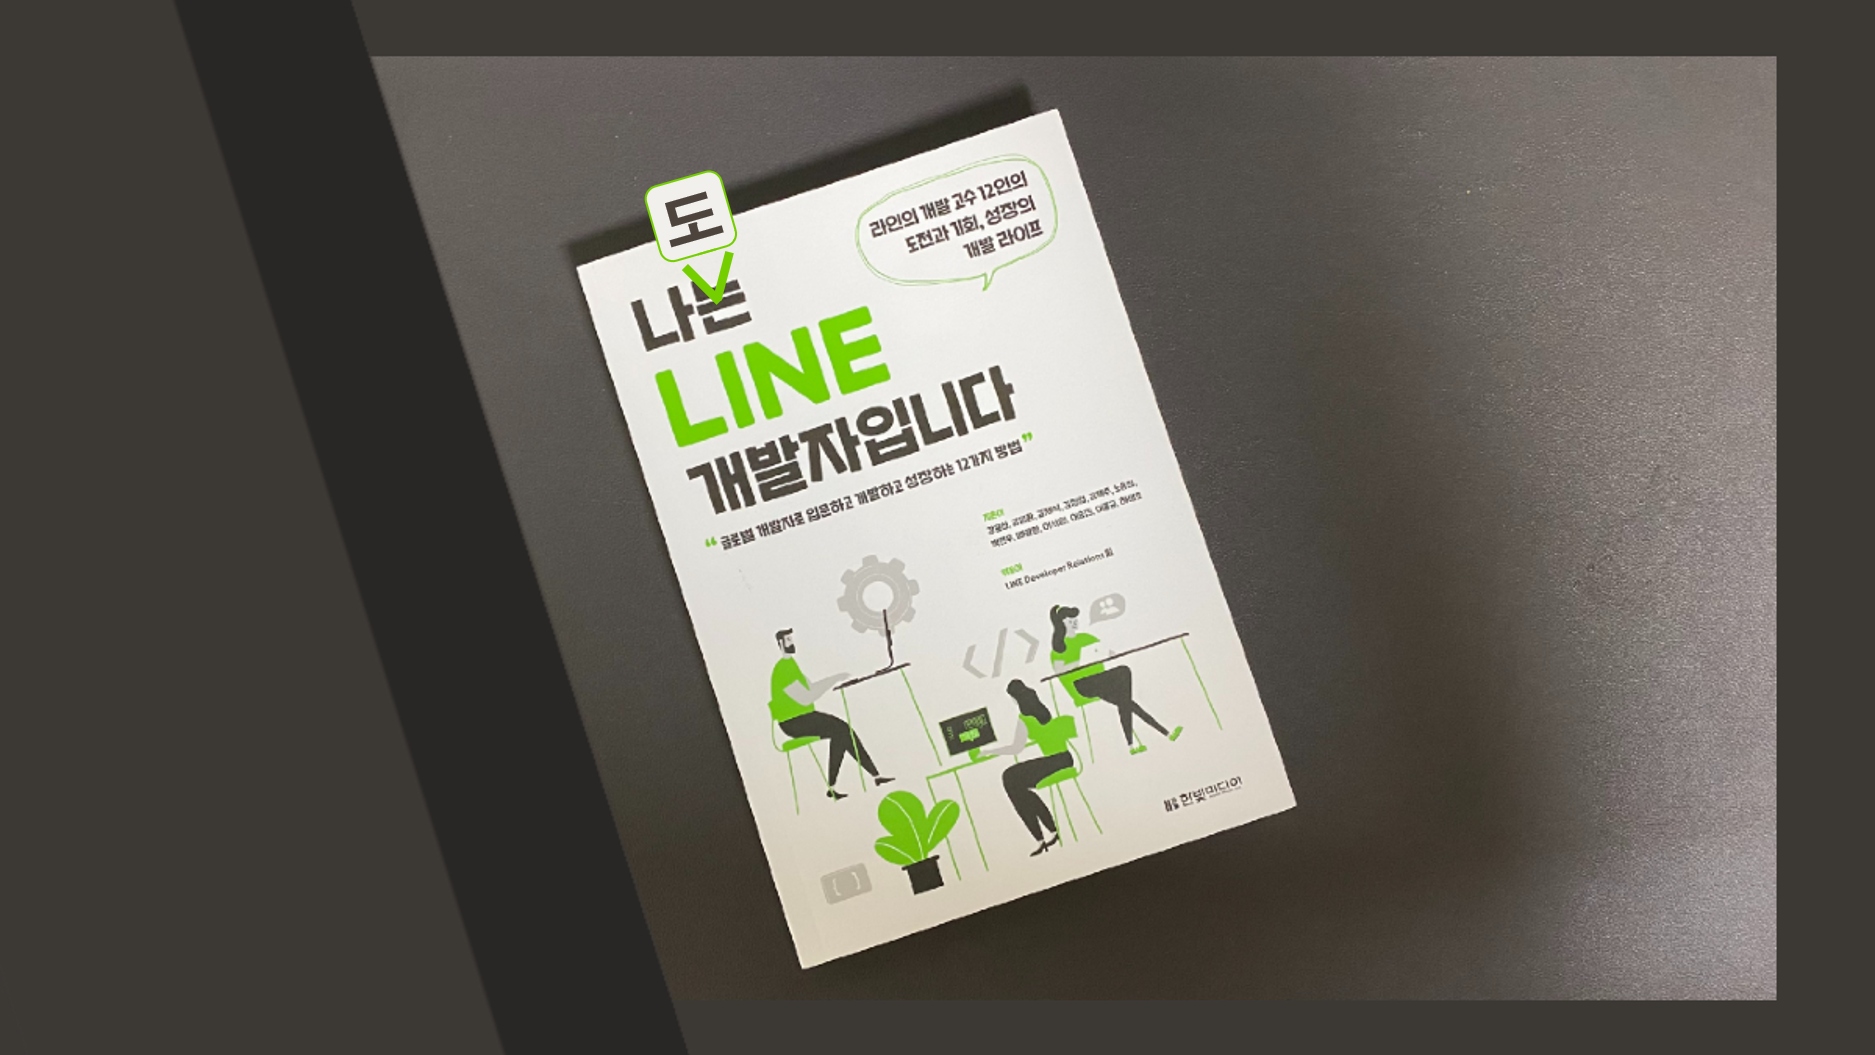 도
나는
LINE
개발자입니다
라인의 개발 고수 12인의
도전과 기회, 성장의
개발 라이프
“ 글로벌 개발자로 입문하고 개발하고 성장하는 12가지 방법 ”
지은이
엮은이
LINE Developer Relations 팀
</>
( )
한빛미디어